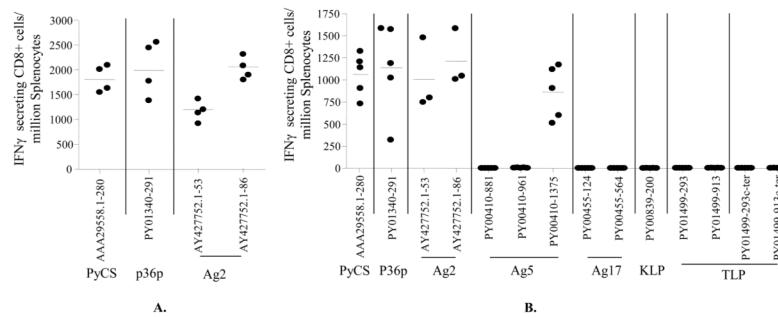 A.
IFNγ secreting CD8+ cells/
million Splenocytes
3000
2500
2000
1500
1000
500
0
AAA29558.1-280
PY01340-291
AY427752.1-53
AY427752.1-86
PyCS
p36p
Ag2
A.
B.
IFNγ secreting CD8+ cells/
million Splenocytes
1750
1500
1250
1000
750
500
250
0
AAA29558.1-280
PY01340-291
AY427752.1-53
AY427752.1-86
PY00410-881
PY00410-961
PY00410-1375
PY00455-124
PY00455-564
PY00839-200
PY01499-293
PY01499-913
PY01499-293c-ter
PY01499-913c-ter
PyCS
P36p
Ag2
Ag5
Ag17
KLP
TLP
B.